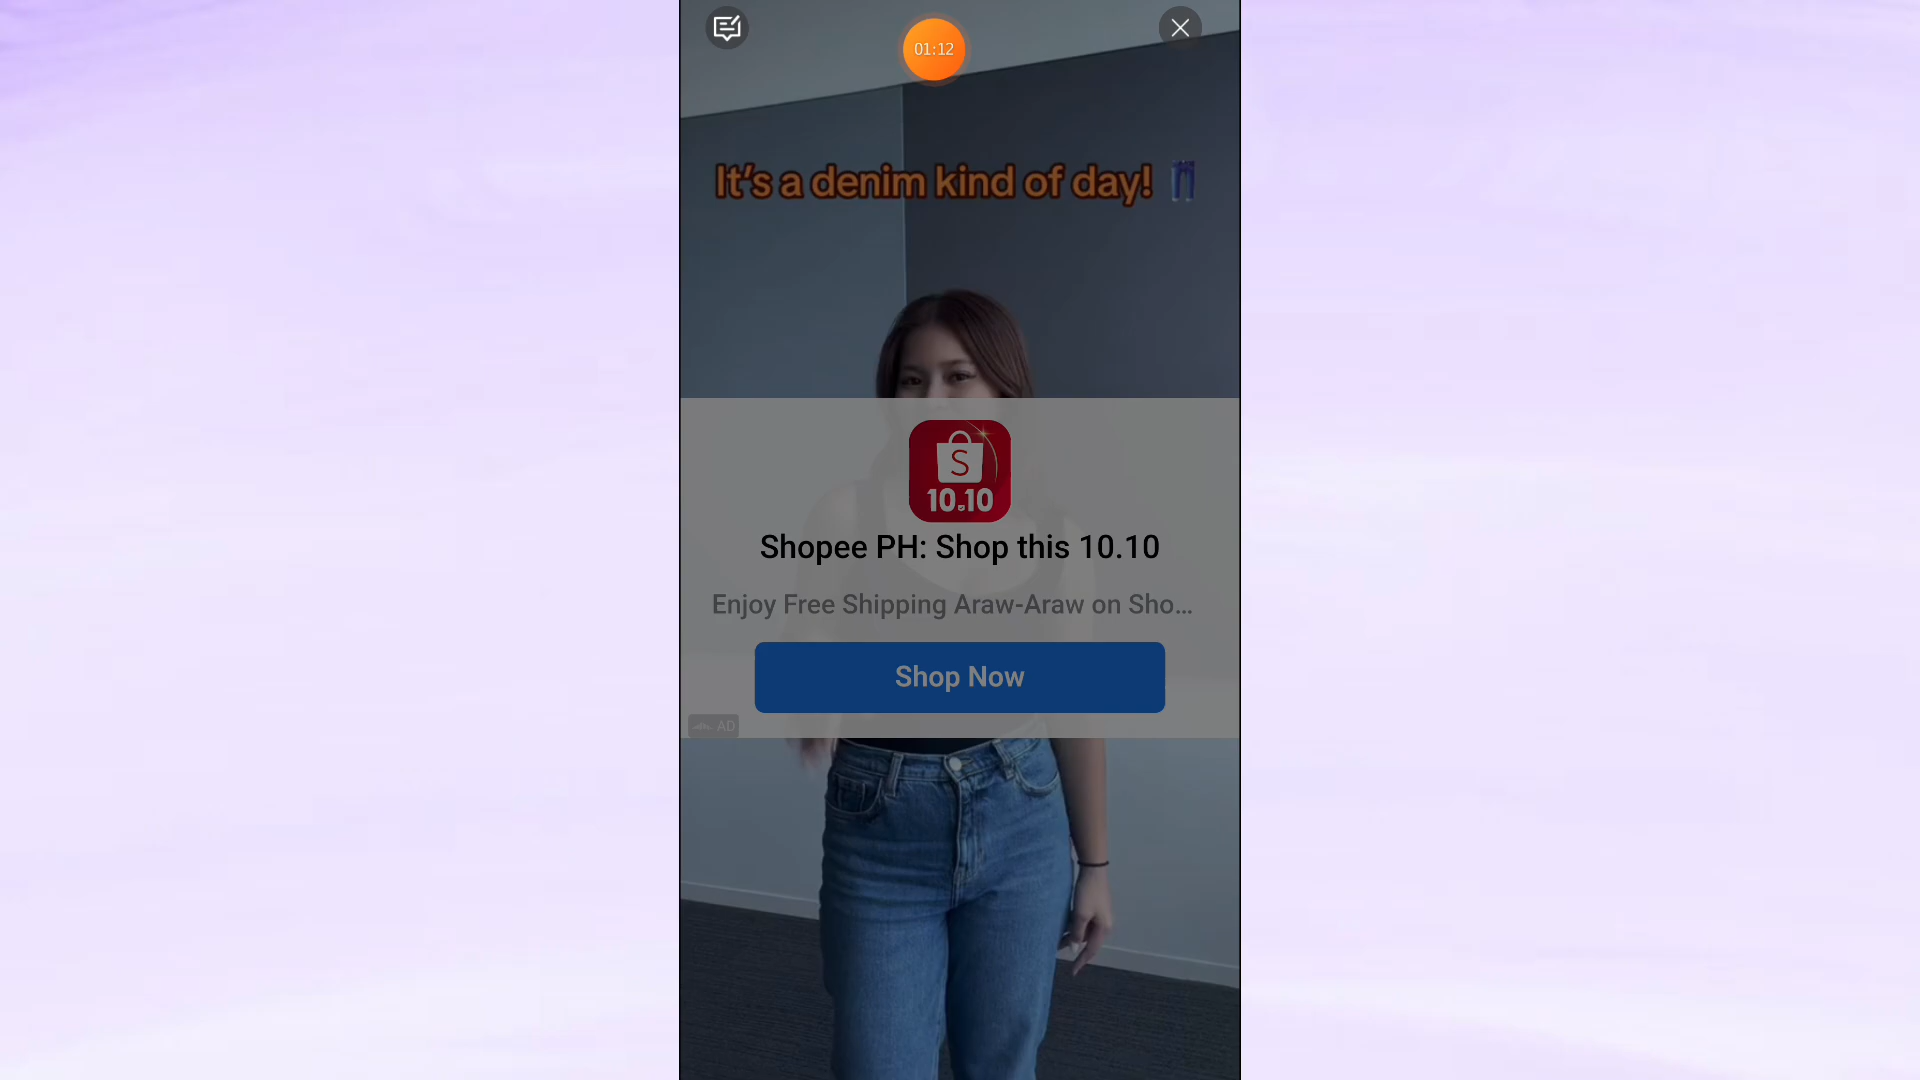 01:12
It's a denim kind of day!
S
10.10
Shopee PH: Shop this 10.10
Enjoy Free Shipping Araw-Araw on Sho...
Shop Now
AD